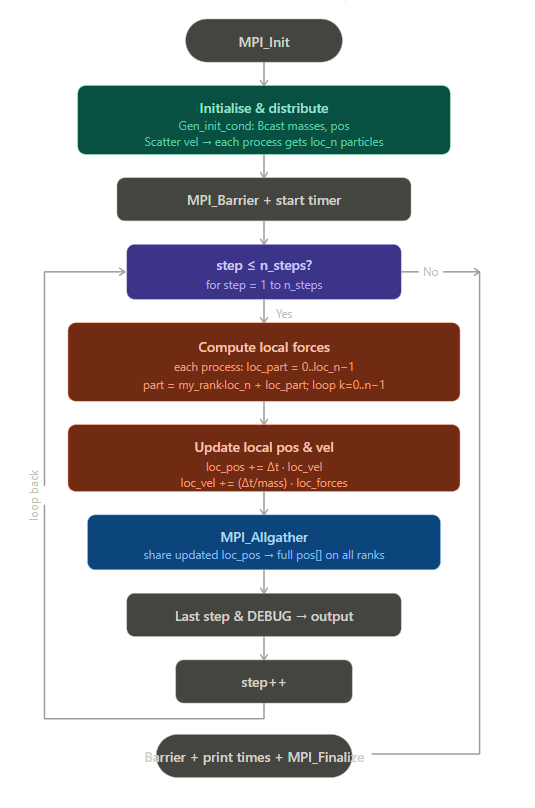 MPI_Init
Initialise & distribute
Gen_init_cond: Bcast masses, pos
Scatter vel → each process gets loc_n particles
MPI_Barrier + start timer
step ≤ n_steps?
for step = 1 to n_steps
No
Yes
Compute local forces
each process: loc_part = 0..loc_n−1
part = my_rank·loc_n + loc_part; loop k=0..n−1
Update local pos & vel
loc_pos += Δt · loc_vel
loc_vel += (Δt/mass) · loc_forces
loop back
MPI_Allgather
share updated loc_pos → full pos[] on all ranks
Last step & DEBUG → output
step++
Barrier + print times + MPI_Finalize